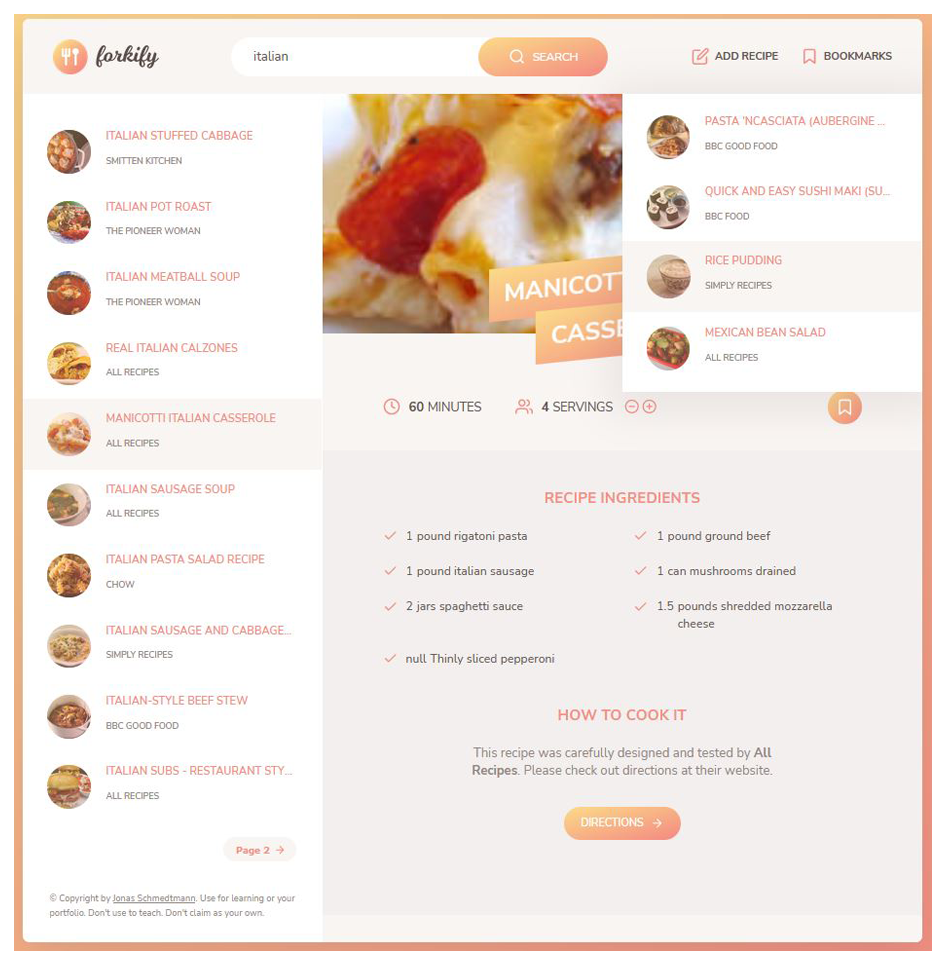 forkify
italian
SEARCH
ADD RECIPE
BOOKMARKS
ITALIAN STUFFED CABBAGE
SMITTEN KITCHEN
ITALIAN POT ROAST
THE PIONEER WOMAN
ITALIAN MEATBALL SOUP
THE PIONEER WOMAN
REAL ITALIAN CALZONES
ALL RECIPES
MANICOTTI ITALIAN CASSEROLE
ALL RECIPES
ITALIAN SAUSAGE SOUP
ALL RECIPES
ITALIAN PASTA SALAD RECIPE
CHOW
ITALIAN SAUSAGE AND CABBAGE...
SIMPLY RECIPES
ITALIAN-STYLE BEEF STEW
BBC GOOD FOOD
ITALIAN SUBS - RESTAURANT STY...
ALL RECIPES
Page 2
© Copyright by Jonas Schmedtmann. Use for learning or your
portfolio. Don't use to teach. Don't claim as your own.
MANICOT
CASSE
PASTA 'NCASCIATA (AUBERGINE ...
BBC GOOD FOOD
QUICK AND EASY SUSHI MAKI (SU...
BBC FOOD
RICE PUDDING
SIMPLY RECIPES
MEXICAN BEAN SALAD
ALL RECIPES
60 MINUTES
4 SERVINGS
RECIPE INGREDIENTS
1 pound rigatoni pasta
1 pound ground beef
1 pound italian sausage
1 can mushrooms drained
2 jars spaghetti sauce
1.5 pounds shredded mozzarella
cheese
null Thinly sliced pepperoni
HOW TO COOK IT
This recipe was carefully designed and tested by All
Recipes. Please check out directions at their website.
DIRECTIONS